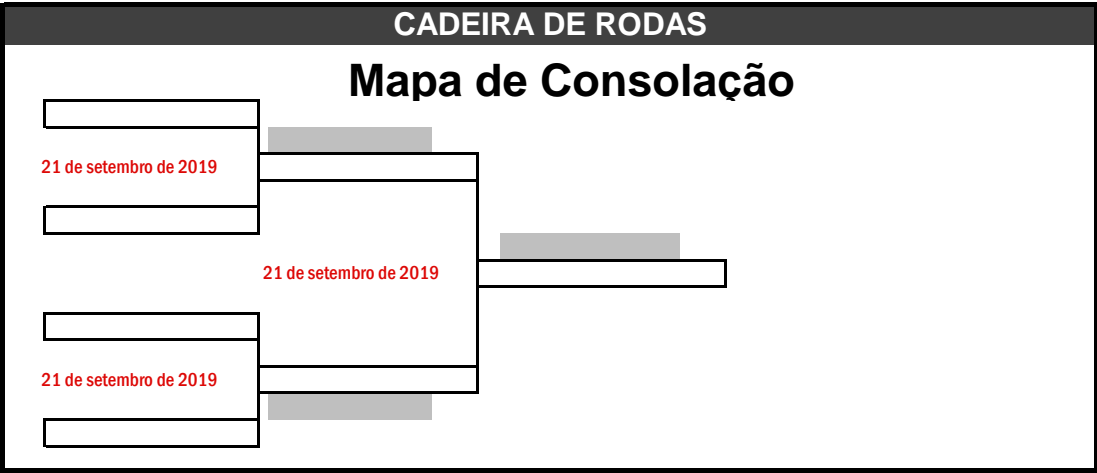 CADEIRA DE RODAS
Mapa de Consolação
21 de setembro de 2019
21 de setembro de 2019
21 de setembro de 2019